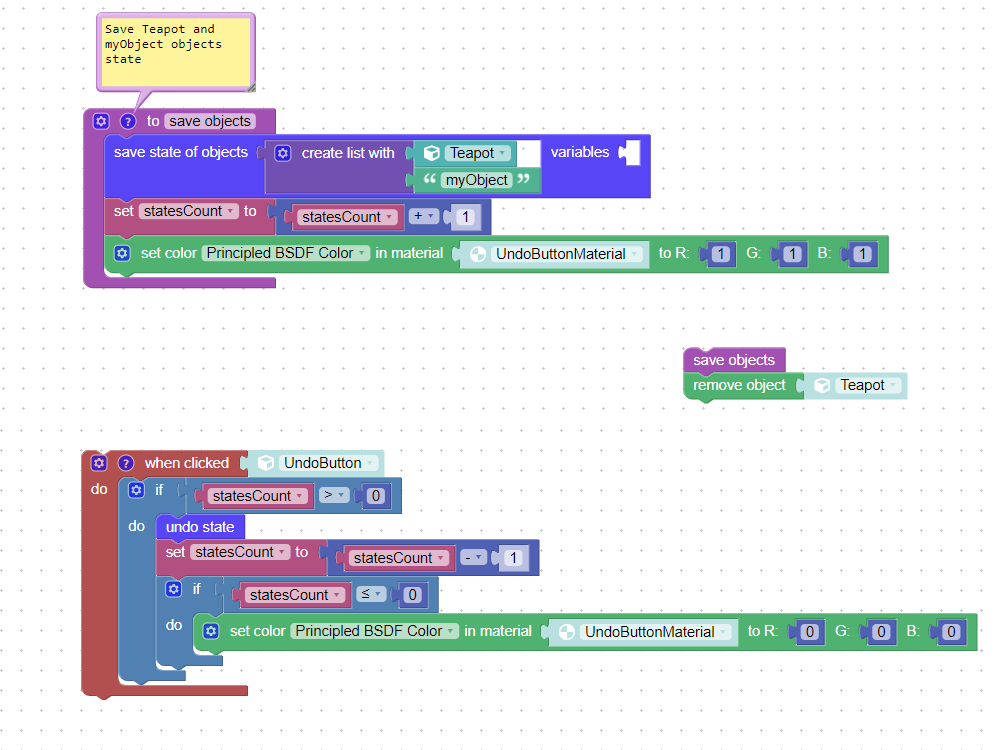 Save Teapot and
myObject objects
state
? to save objects
save state of objects create list with Teapot variables
“ myObject ”
set statesCount to statesCount + 1
set color Principled BSDF Color in material UndoButtonMaterial to R: 1 G: 1 B: 1
save objects
remove object Teapot
? when clicked UndoButton
do if statesCount > 0
do undo state
set statesCount to statesCount - 1
if statesCount ≤ 0
do set color Principled BSDF Color in material UndoButtonMaterial to R: 0 G: 0 B: 0